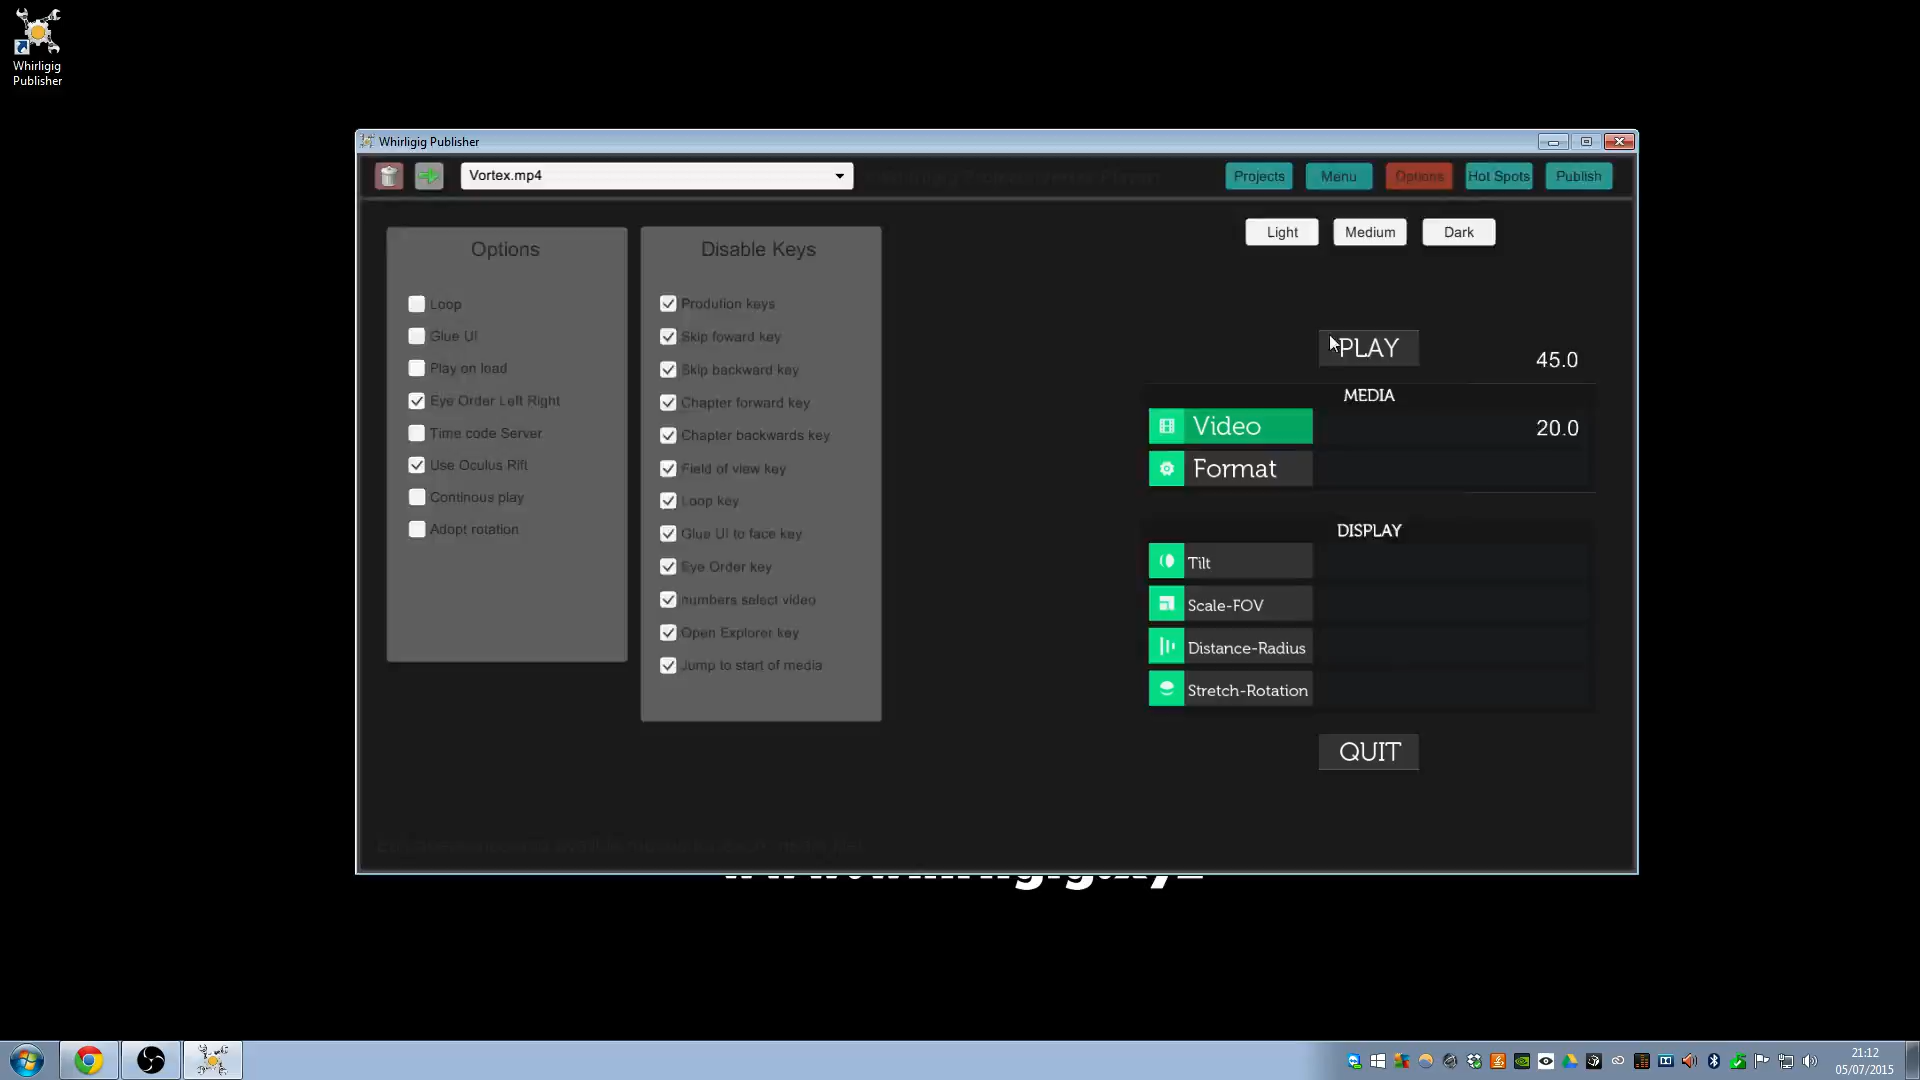 Whirligig
Publisher
Whirligig Publisher
Vortex.mp4
Projects
Menu
Options
Hot Spots
Publish
Light
Medium
Dark
Options
Loop
Glue UI
Play on load
Eye Order Left Right
Time code Server
Use Oculus Rift
Continous play
Adopt rotation
Disable Keys
Prodution keys
Skip foward key
Skip backward key
Chapter forward key
Chapter backwards key
Field of view key
Loop key
Glue UI to face key
Eye Order key
numbers select video
Open Explorer key
Jump to start of media
PLAY
45.0
MEDIA
Video
20.0
Format
DISPLAY
Tilt
Scale-FOV
Distance-Radius
Stretch-Rotation
QUIT
21:12
05/07/2015